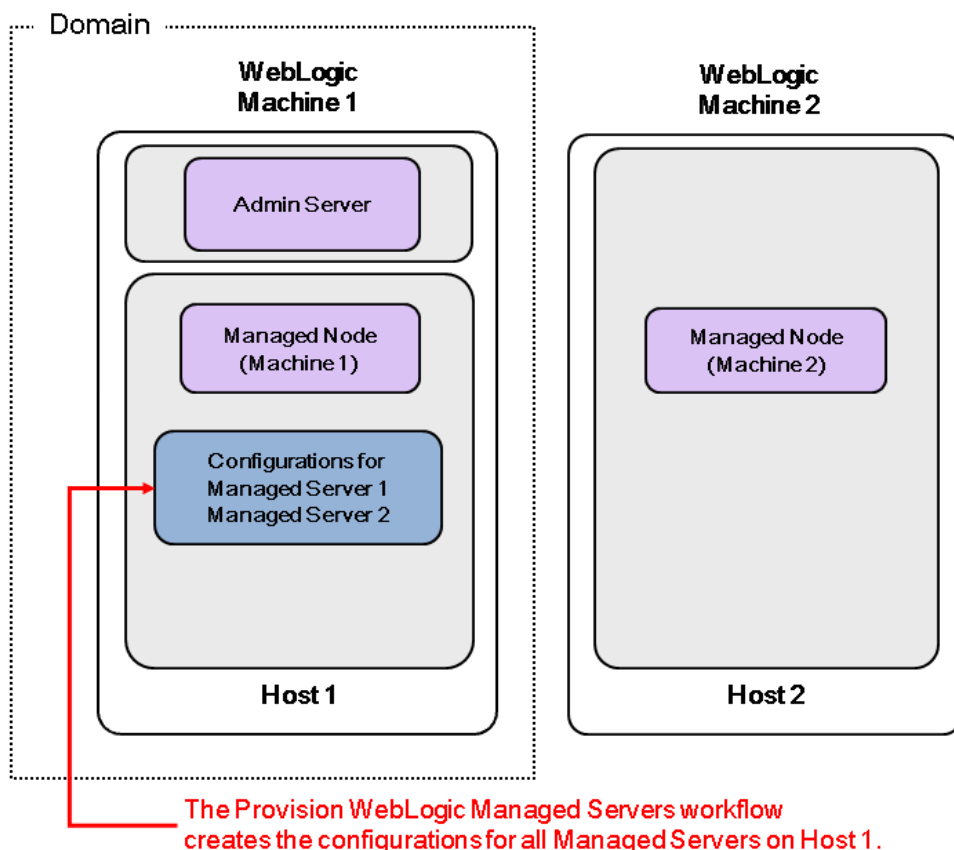 Domain
WebLogic
Machine 1
WebLogic
Machine 2
Admin Server
Managed Node
(Machine 1)
Managed Node
(Machine 2)
Configurations for
Managed Server 1
Managed Server 2
Host 1
Host 2
The Provision WebLogic Managed Servers workflow
creates the configurations for all Managed Servers on Host 1.